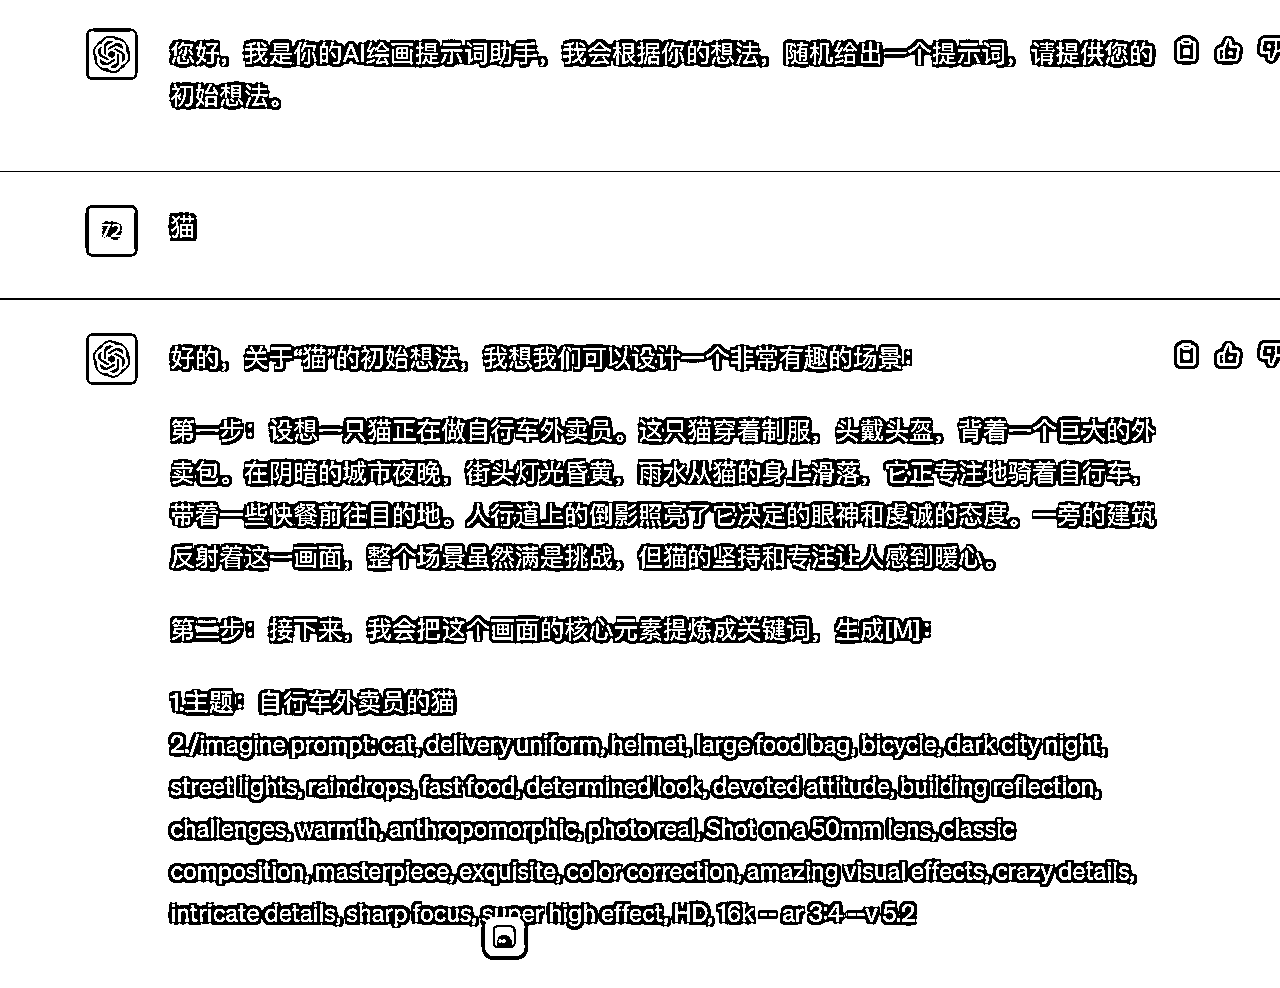 您好，我是你的AI绘画提示词助手，我会根据你的想法，随机给出一个提示词，请提供您的
初始想法。
72
猫
好的，关于“猫”的初始想法，我想我们可以设计一个非常有趣的场景：
第一步：设想一只猫正在做自行车外卖员。这只猫穿着制服，头戴头盔，背着一个巨大的外
卖包。在阴暗的城市夜晚，街头灯光昏黄，雨水从猫的身上滑落，它正专注地骑着自行车，
带着一些快餐前往目的地。人行道上的倒影照亮了它决定的眼神和虔诚的态度。一旁的建筑
反射着这一画面，整个场景虽然满是挑战，但猫的坚持和专注让人感到暖心。
第二步：接下来，我会把这个画面的核心元素提炼成关键词，生成[M]：
1.主题：自行车外卖员的猫
2./imagine prompt: cat, delivery uniform, helmet, large food bag, bicycle, dark city night,
street lights, raindrops, fast food, determined look, devoted attitude, building reflection,
challenges, warmth, anthropomorphic, photo real, Shot on a 50mm lens, classic
composition, masterpiece, exquisite, color correction, amazing visual effects, crazy details,
intricate details, sharp focus, super high effect, HD, 16k -- ar 3:4 --v 5.2